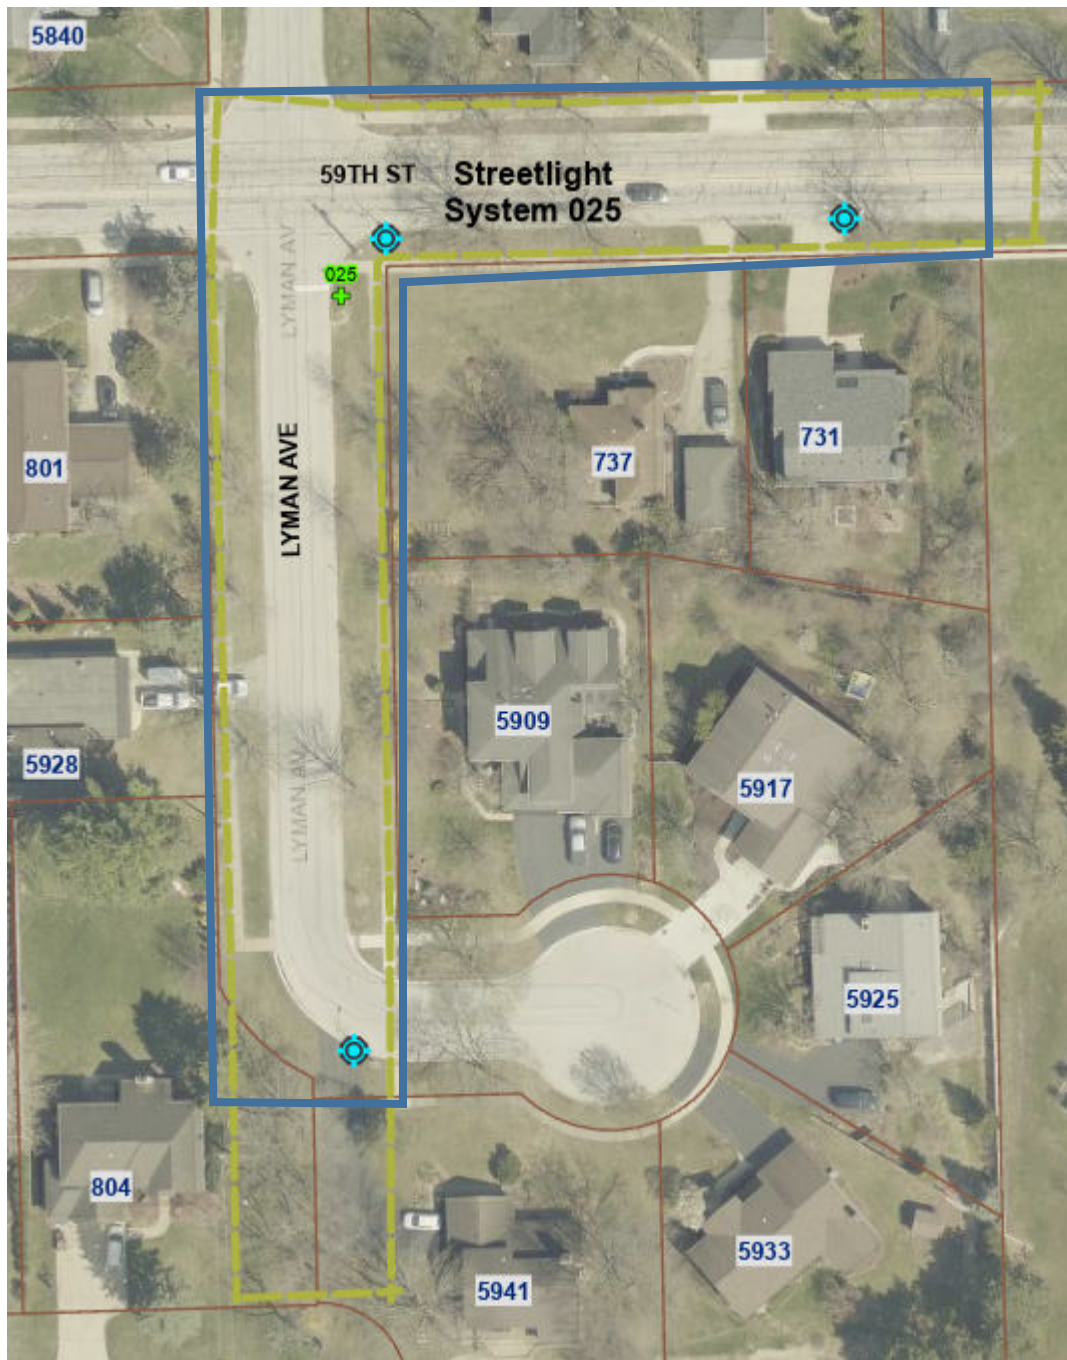 5840
59TH ST
Streetlight
System 025
LYMAN AV
025
801
LYMAN AVE
737
731
5909
5928
LYMAN AV
5917
5925
804
5933
5941